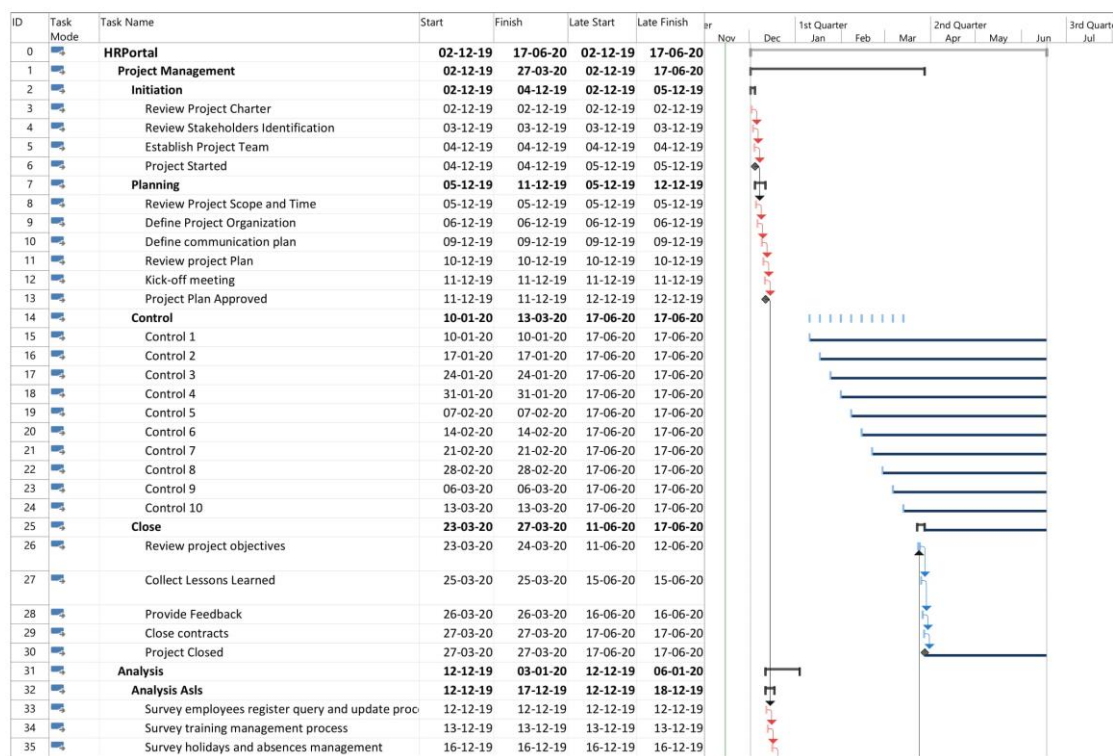 ID Task Mode Task Name Start Finish Late Start Late Finish 1st Quarter 2nd Quarter 3rd Quarte
Nov Dec Jan Feb Mar Apr May Jun Jul
0 HRPortal 02-12-19 17-06-20 02-12-19 17-06-20
1 Project Management 02-12-19 27-03-20 02-12-19 17-06-20
2 Initiation 02-12-19 04-12-19 02-12-19 05-12-19
3 Review Project Charter 02-12-19 02-12-19 02-12-19 02-12-19
4 Review Stakeholders Identification 03-12-19 03-12-19 03-12-19 03-12-19
5 Establish Project Team 04-12-19 04-12-19 04-12-19 04-12-19
6 Project Started 04-12-19 04-12-19 05-12-19 05-12-19
7 Planning 05-12-19 11-12-19 05-12-19 12-12-19
8 Review Project Scope and Time 05-12-19 05-12-19 05-12-19 05-12-19
9 Define Project Organization 06-12-19 06-12-19 06-12-19 06-12-19
10 Define communication plan 09-12-19 09-12-19 09-12-19 09-12-19
11 Review project Plan 10-12-19 10-12-19 10-12-19 10-12-19
12 Kick-off meeting 11-12-19 11-12-19 11-12-19 11-12-19
13 Project Plan Approved 11-12-19 11-12-19 12-12-19 12-12-19
14 Control 10-01-20 13-03-20 17-06-20 17-06-20
15 Control 1 10-01-20 10-01-20 17-06-20 17-06-20
16 Control 2 17-01-20 17-01-20 17-06-20 17-06-20
17 Control 3 24-01-20 24-01-20 17-06-20 17-06-20
18 Control 4 31-01-20 31-01-20 17-06-20 17-06-20
19 Control 5 07-02-20 07-02-20 17-06-20 17-06-20
20 Control 6 14-02-20 14-02-20 17-06-20 17-06-20
21 Control 7 21-02-20 21-02-20 17-06-20 17-06-20
22 Control 8 28-02-20 28-02-20 17-06-20 17-06-20
23 Control 9 06-03-20 06-03-20 17-06-20 17-06-20
24 Control 10 13-03-20 13-03-20 17-06-20 17-06-20
25 Close 23-03-20 27-03-20 11-06-20 17-06-20
26 Review project objectives 23-03-20 24-03-20 11-06-20 12-06-20
27 Collect Lessons Learned 25-03-20 25-03-20 15-06-20 15-06-20
28 Provide Feedback 26-03-20 26-03-20 16-06-20 16-06-20
29 Close contracts 27-03-20 27-03-20 17-06-20 17-06-20
30 Project Closed 27-03-20 27-03-20 17-06-20 17-06-20
31 Analysis 12-12-19 03-01-20 12-12-19 06-01-20
32 Analysis AsIs 12-12-19 17-12-19 12-12-19 18-12-19
33 Survey employees register query and update proc 12-12-19 12-12-19 12-12-19 12-12-19
34 Survey training management process 13-12-19 13-12-19 13-12-19 13-12-19
35 Survey holidays and absences management 16-12-19 16-12-19 16-12-19 16-12-19